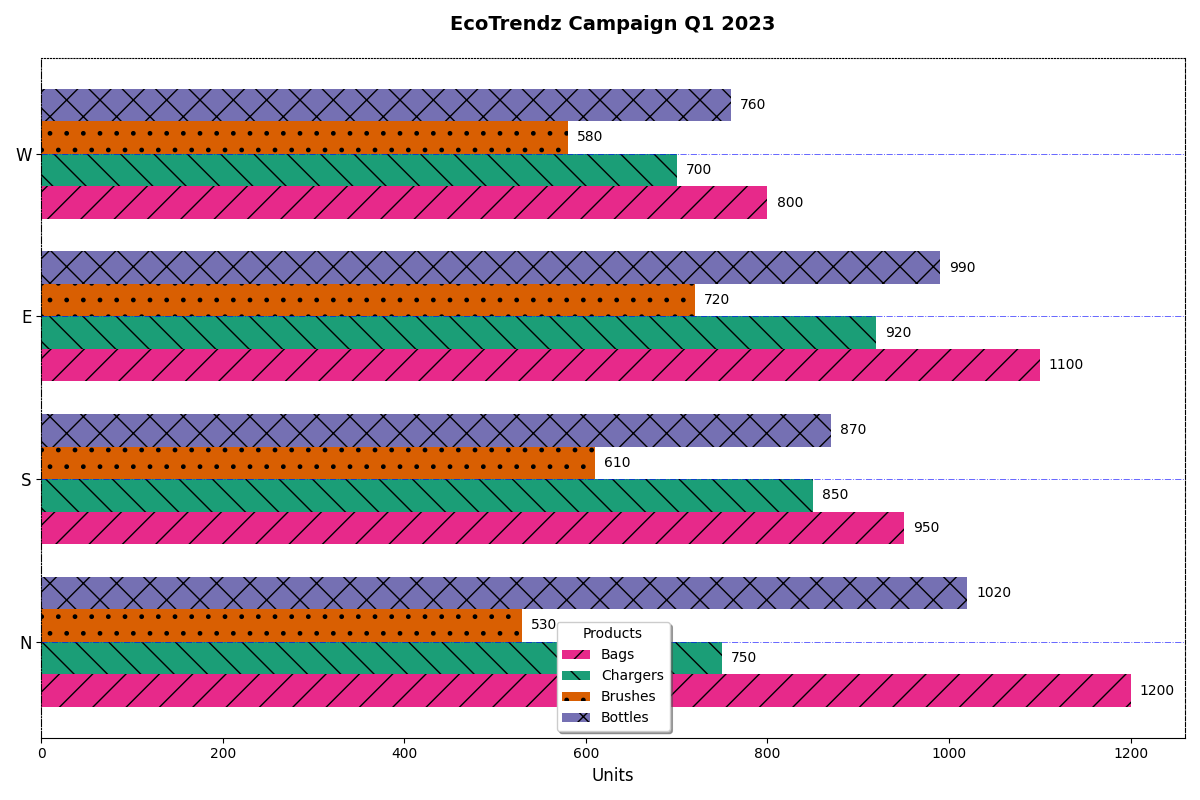 EcoTrendz Campaign Q1 2023
760
580
W
700
800
990
720
E
920
1100
870
610
S
850
950
1020
530
N
750
1200
Products
Bags
Chargers
Brushes
Bottles
0 200 400 600 800 1000 1200
Units